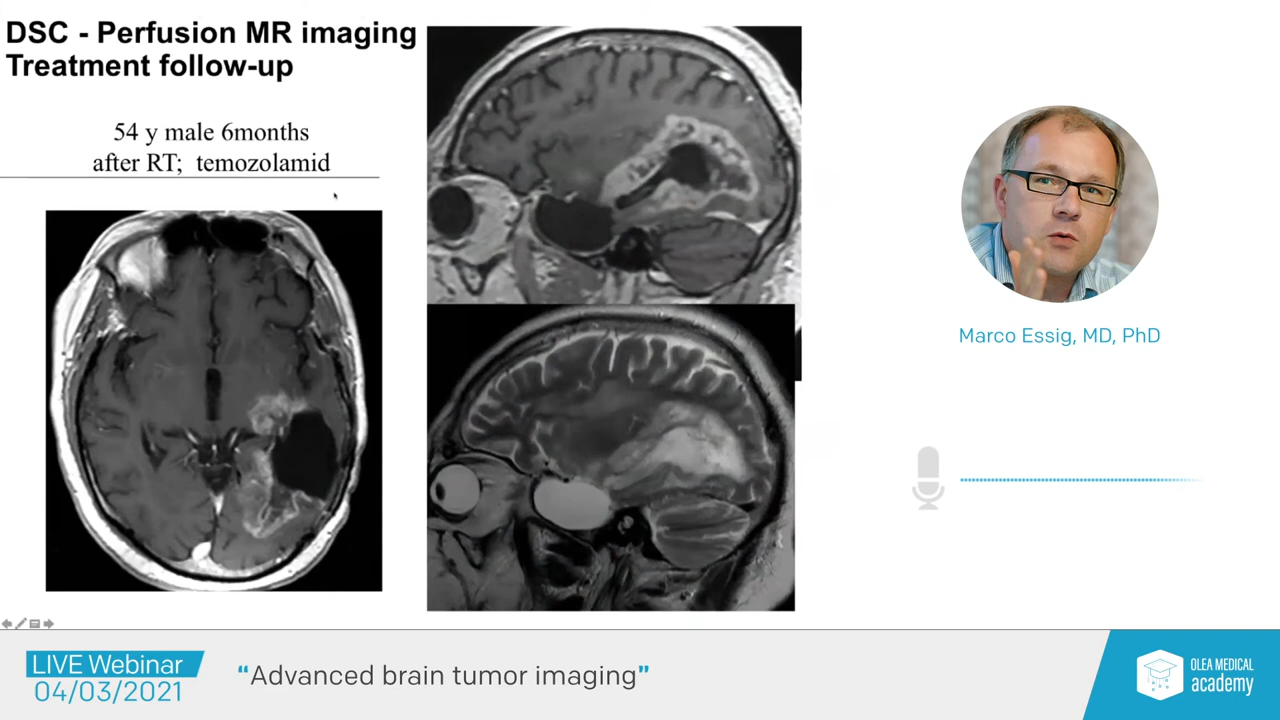 DSC - Perfusion MR imaging
Treatment follow-up
54 y male 6months
after RT; temozolamid
Marco Essig, MD, PhD
LIVE Webinar
04/03/2021
“Advanced brain tumor imaging”
OLEA MEDICAL
academy